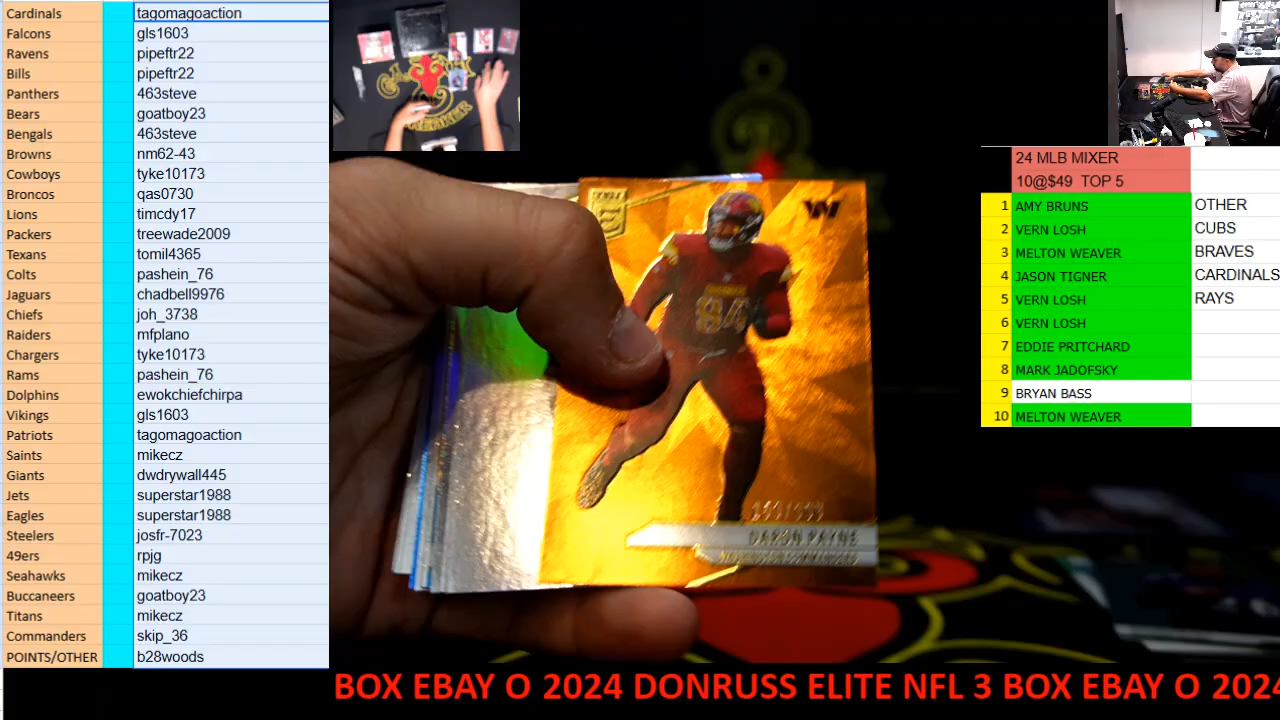 Cardinals tagomagoaction
Falcons gls1603
Ravens pipeftr22
Bills pipeftr22
Panthers 463steve
Bears goatboy23
Bengals 463steve
Browns nm62-43
Cowboys tyke10173
Broncos qas0730
Lions timcdy17
Packers treewade2009
Texans tomil4365
Colts pashein_76
Jaguars chadbell9976
Chiefs joh_3738
Raiders mfplano
Chargers tyke10173
Rams pashein_76
Dolphins ewokchiefchirpa
Vikings gls1603
Patriots tagomagoaction
Saints mikecz
Giants dwdrywall445
Jets superstar1988
Eagles superstar1988
Steelers josfr-7023
49ers rpjg
Seahawks mikecz
Buccaneers goatboy23
Titans mikecz
Commanders skip_36
POINTS/OTHER b28woods
94
DARON PAYNE
WASHINGTON COMMANDERS
24 MLB MIXER
10@$49 TOP 5
1 AMY BRUNS OTHER
2 VERN LOSH CUBS
3 MELTON WEAVER BRAVES
4 JASON TIGNER CARDINALS
5 VERN LOSH RAYS
6 VERN LOSH
7 EDDIE PRITCHARD
8 MARK JADOFSKY
9 BRYAN BASS
10 MELTON WEAVER
BOX EBAY O 2024 DONRUSS ELITE NFL 3 BOX EBAY O 2024